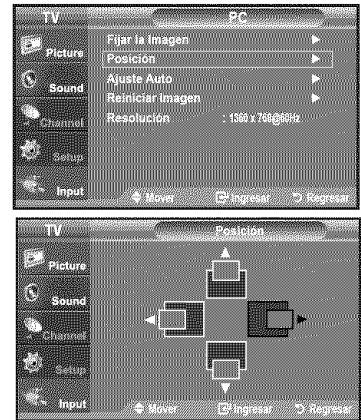 TV PC
Picture
Sound
Channel
Setup
Input
Fijar la Imagen
Posición
Ajuste Auto
Reiniciar Imagen
Resolución : 1360 x 768@60Hz
Mover Ingresar Regresar
TV Posición
Picture
Sound
Channel
Setup
Input
Mover Ingresar Regresar